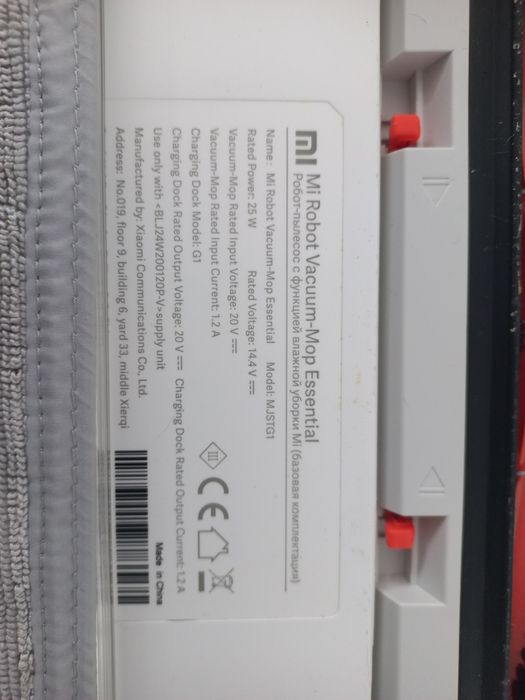 mi Mi Robot Vacuum-Mop Essential
Робот-пылесос с функцией влажной уборки Mi (базовая комплектация)
Name: Mi Robot Vacuum-Mop Essential Model: MJSTG1
Rated Power: 25 W Rated Voltage: 14.4 V ⎓
Vacuum-Mop Rated Input Voltage: 20 V ⎓
Vacuum-Mop Rated Input Current: 1.2 A
Charging Dock Model: G1
Charging Dock Rated Output Voltage: 20 V ⎓ Charging Dock Rated Output Current: 1.2 A
Use only with <BLJ24W200120P-V>supply unit
Manufactured by: Xiaomi Communications Co., Ltd.
Address: No.019, floor 9, building 6, yard 33, middle Xierqi
III
CE
Made in China